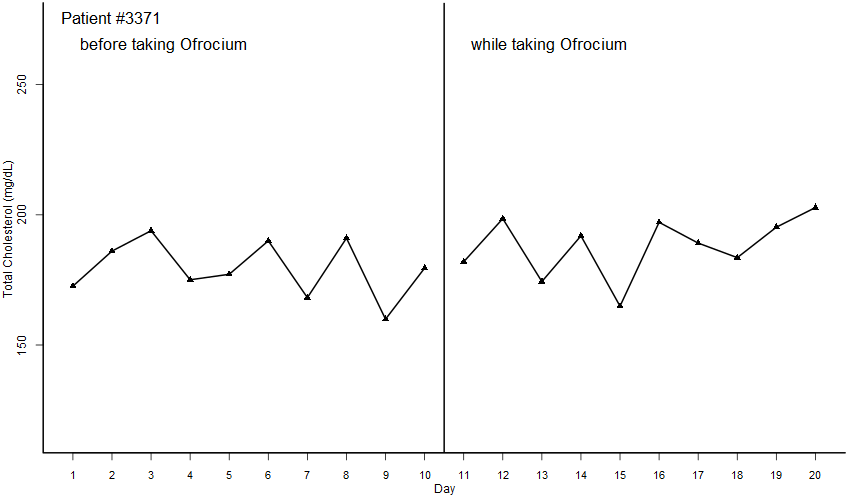 Patient #3371
before taking Ofrocium
while taking Ofrocium
Total Cholesterol (mg/dL)
250
200
150
1 2 3 4 5 6 7 8 9 10 11 12 13 14 15 16 17 18 19 20
Day